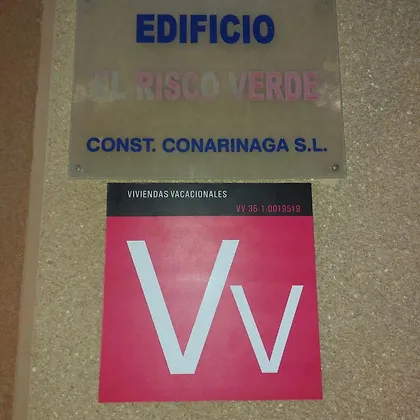 EDIFICIO
EL RISCO VERDE
CONST. CONARINAGA S.L.
VIVIENDAS VACACIONALES
VV-35-1-0019519
Vv